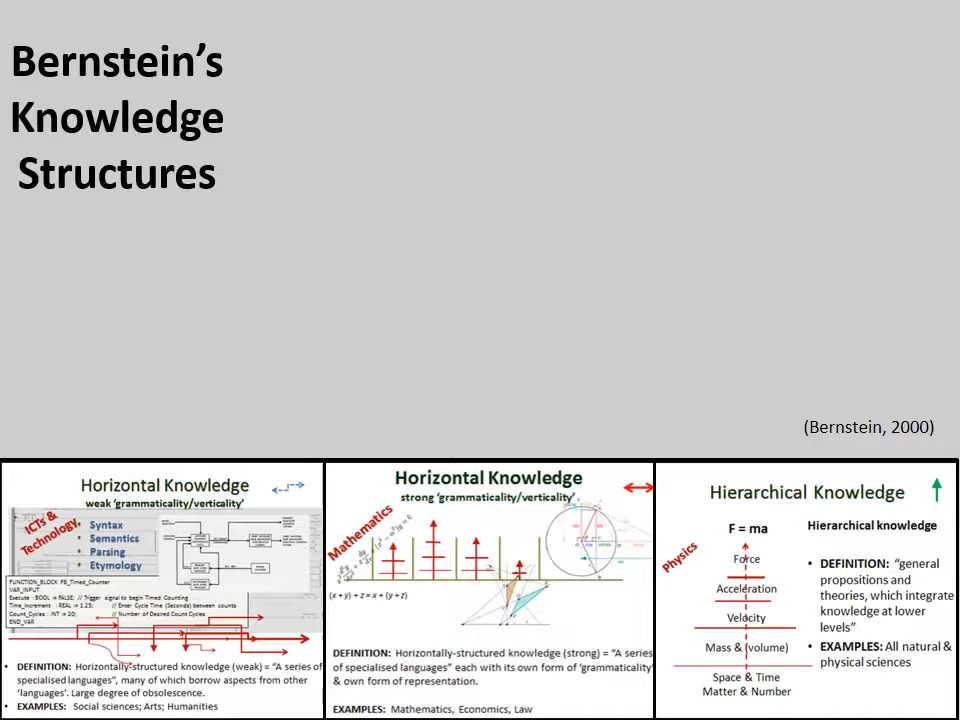 Bernstein’s
Knowledge
Structures
(Bernstein, 2000)
Horizontal Knowledge
weak ‘grammaticality/verticality’
ICTs &
Technology
• Syntax
• Semantics
• Parsing
• Etymology
FUNCTION_BLOCK FB_Timed_Counter
VAR_INPUT
Execute : BOOL := FALSE; // Trigger signal to begin Timed Counting
Time_Increment : REAL := 1.25; // Enter Cycle Time (Seconds) between counts
Count_Cycles : INT := 20; // Number of Desired Count Cycles
END_VAR
• DEFINITION: Horizontally-structured knowledge (weak) = “A series of
specialised languages”, many of which borrow aspects from other
‘languages’. Large degree of obsolescence.
• EXAMPLES: Social sciences; Arts; Humanities
Horizontal Knowledge
strong ‘grammaticality/verticality’
Mathematics
(x + y) + z = x + (y + z)
DEFINITION: Horizontally-structured knowledge (strong) = “A series
of specialised languages” each with its own form of ‘grammaticality’
& own form of representation.
EXAMPLES: Mathematics, Economics, Law
Hierarchical Knowledge
Physics
F = ma
Force
Acceleration
Velocity
Mass & (volume)
Space & Time
Matter & Number
Hierarchical knowledge
• DEFINITION: “general
propositions and
theories, which integrate
knowledge at lower
levels”
• EXAMPLES: All natural &
physical sciences